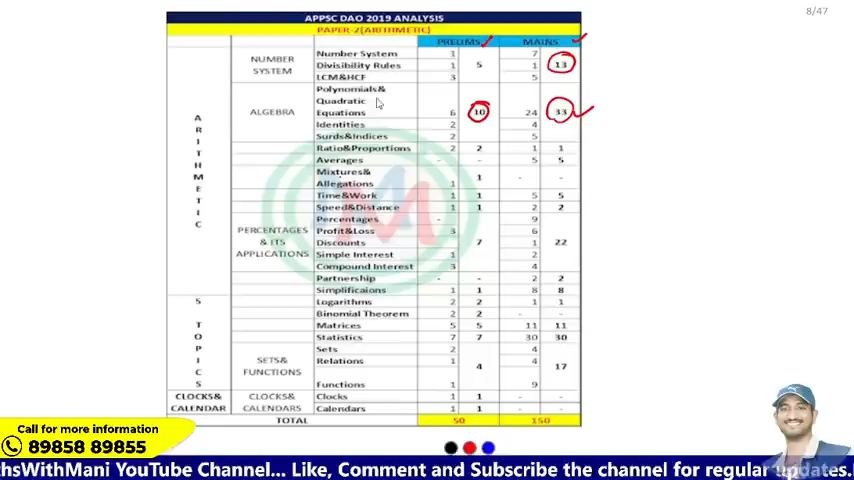 8/47
APPSC DAO 2019 ANALYSIS
PAPER-2(ARITHMETIC)
PRELIMS MAINS
ARITHMETIC
NUMBER SYSTEM
Number System 1 7
Divisibility Rules 1 5 1 13
LCM&HCF 3 5
ALGEBRA
Polynomials& Quadratic Equations 6 10 24 33
Identities 2 4
Surds&Indices 2 5
Ratio&Proportions 2 2 1 1
Averages - - 5 5
Mixtures& Allegations 1 1 - -
Time&Work 1 1 5 5
Speed&Distance 1 1 2 2
PERCENTAGES & ITS APPLICATIONS
Percentages - 9
Profit&Loss 3 6
Discounts 7 1 22
Simple Interest 1 2
Compound Interest 3 4
Partnership - - 2 2
Simplificaions 1 1 8 8
5 TOPICS
Logarithms 2 2 1 1
Binomial Theorem 2 2 - -
Matrices 5 5 11 11
Statistics 7 7 30 30
SETS& FUNCTIONS
Sets 2 4
Relations 1 4 4 17
Functions 1 9
CLOCKS& CALENDAR
CLOCKS& CALENDARS
Clocks 1 1 - -
Calendars 1 1 - -
TOTAL 50 150
Call for more information
89858 89855
thsWithMani YouTube Channel... Like, Comment and Subscribe the channel for regular updates.